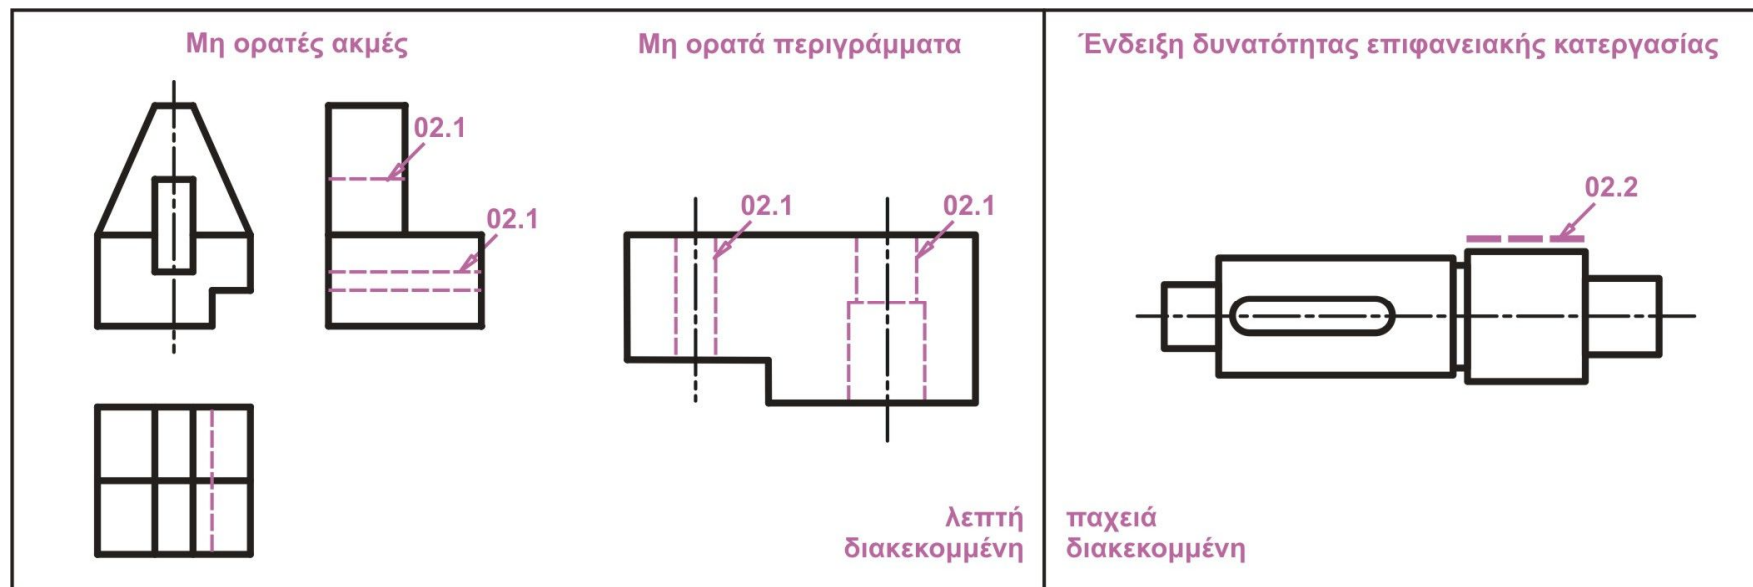 Μη ορατές ακμές
Μη ορατά περιγράμματα
Ένδειξη δυνατότητας επιφανειακής κατεργασίας
02.1
02.1
02.1
02.1
02.2
λεπτή
διακεκομμένη
παχειά
διακεκομμένη